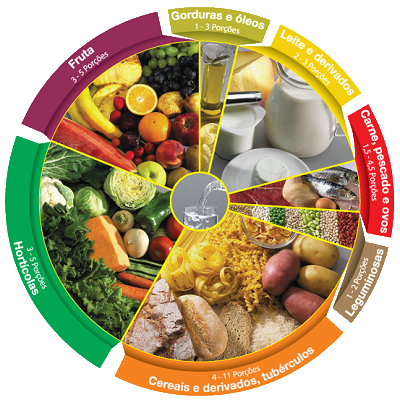 Gorduras e óleos
1 - 3 Porções
Leite e derivados
2 - 3 Porções
Carne, pescado e ovos
1,5 - 4,5 Porções
Leguminosas
1 - 2 Porções
4 - 11 Porções
Cereais e derivados, tubérculos
3 - 5 Porções
Hortícolas
Fruta
3 - 5 Porções